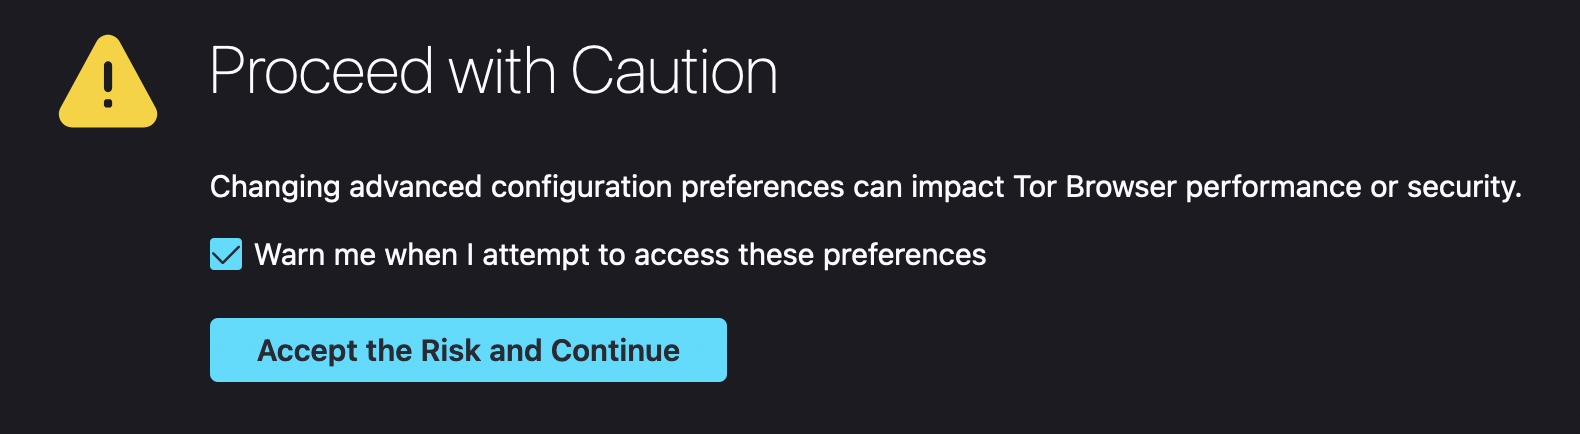 Proceed with Caution
Changing advanced configuration preferences can impact Tor Browser performance or security.
Warn me when I attempt to access these preferences
Accept the Risk and Continue